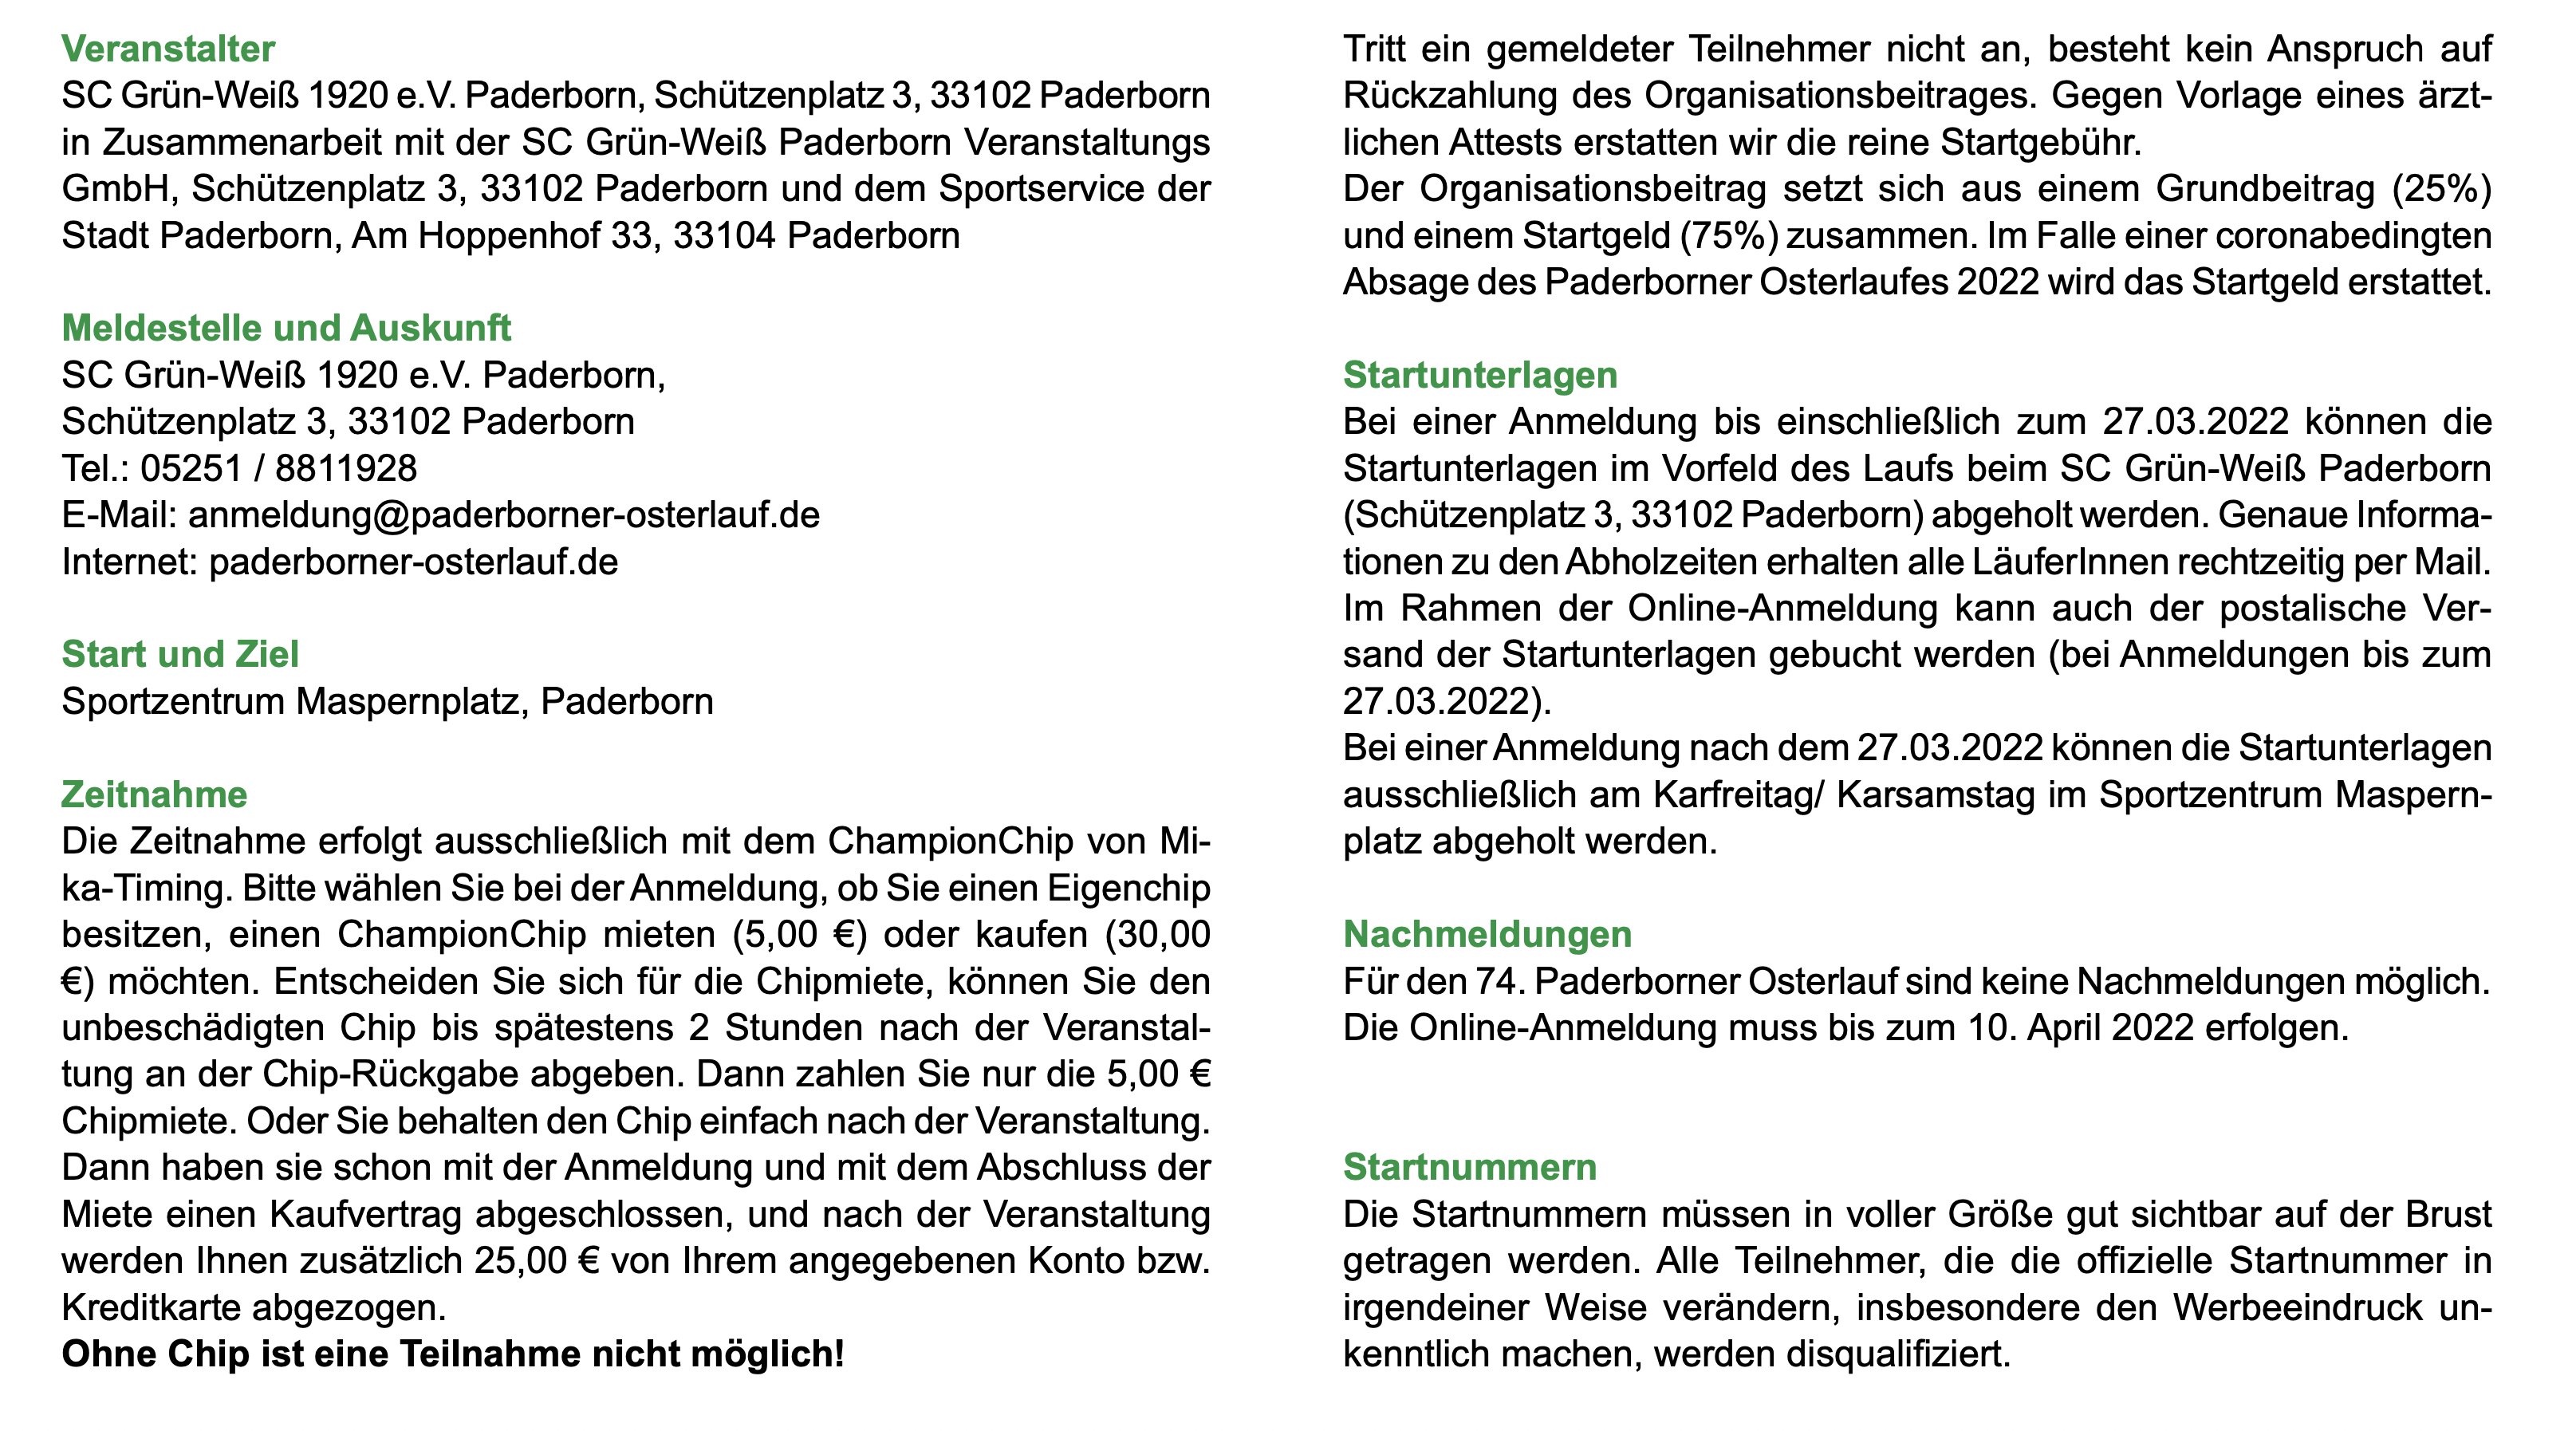 Veranstalter
SC Grün-Weiß 1920 e.V. Paderborn, Schützenplatz 3, 33102 Paderborn
in Zusammenarbeit mit der SC Grün-Weiß Paderborn Veranstaltungs
GmbH, Schützenplatz 3, 33102 Paderborn und dem Sportservice der
Stadt Paderborn, Am Hoppenhof 33, 33104 Paderborn
Meldestelle und Auskunft
SC Grün-Weiß 1920 e.V. Paderborn,
Schützenplatz 3, 33102 Paderborn
Tel.: 05251 / 8811928
E-Mail: anmeldung@paderborner-osterlauf.de
Internet: paderborner-osterlauf.de
Start und Ziel
Sportzentrum Maspernplatz, Paderborn
Zeitnahme
Die Zeitnahme erfolgt ausschließlich mit dem ChampionChip von Mi-
ka-Timing. Bitte wählen Sie bei der Anmeldung, ob Sie einen Eigenchip
besitzen, einen ChampionChip mieten (5,00 €) oder kaufen (30,00
€) möchten. Entscheiden Sie sich für die Chipmiete, können Sie den
unbeschädigten Chip bis spätestens 2 Stunden nach der Veranstal-
tung an der Chip-Rückgabe abgeben. Dann zahlen Sie nur die 5,00 €
Chipmiete. Oder Sie behalten den Chip einfach nach der Veranstaltung.
Dann haben sie schon mit der Anmeldung und mit dem Abschluss der
Miete einen Kaufvertrag abgeschlossen, und nach der Veranstaltung
werden Ihnen zusätzlich 25,00 € von Ihrem angegebenen Konto bzw.
Kreditkarte abgezogen.
Ohne Chip ist eine Teilnahme nicht möglich!
Tritt ein gemeldeter Teilnehmer nicht an, besteht kein Anspruch auf
Rückzahlung des Organisationsbeitrages. Gegen Vorlage eines ärzt-
lichen Attests erstatten wir die reine Startgebühr.
Der Organisationsbeitrag setzt sich aus einem Grundbeitrag (25%)
und einem Startgeld (75%) zusammen. Im Falle einer coronabedingten
Absage des Paderborner Osterlaufes 2022 wird das Startgeld erstattet.
Startunterlagen
Bei einer Anmeldung bis einschließlich zum 27.03.2022 können die
Startunterlagen im Vorfeld des Laufs beim SC Grün-Weiß Paderborn
(Schützenplatz 3, 33102 Paderborn) abgeholt werden. Genaue Informa-
tionen zu den Abholzeiten erhalten alle LäuferInnen rechtzeitig per Mail.
Im Rahmen der Online-Anmeldung kann auch der postalische Ver-
sand der Startunterlagen gebucht werden (bei Anmeldungen bis zum
27.03.2022).
Bei einer Anmeldung nach dem 27.03.2022 können die Startunterlagen
ausschließlich am Karfreitag/ Karsamstag im Sportzentrum Maspern-
platz abgeholt werden.
Nachmeldungen
Für den 74. Paderborner Osterlauf sind keine Nachmeldungen möglich.
Die Online-Anmeldung muss bis zum 10. April 2022 erfolgen.
Startnummern
Die Startnummern müssen in voller Größe gut sichtbar auf der Brust
getragen werden. Alle Teilnehmer, die die offizielle Startnummer in
irgendeiner Weise verändern, insbesondere den Werbeeindruck un-
kenntlich machen, werden disqualifiziert.